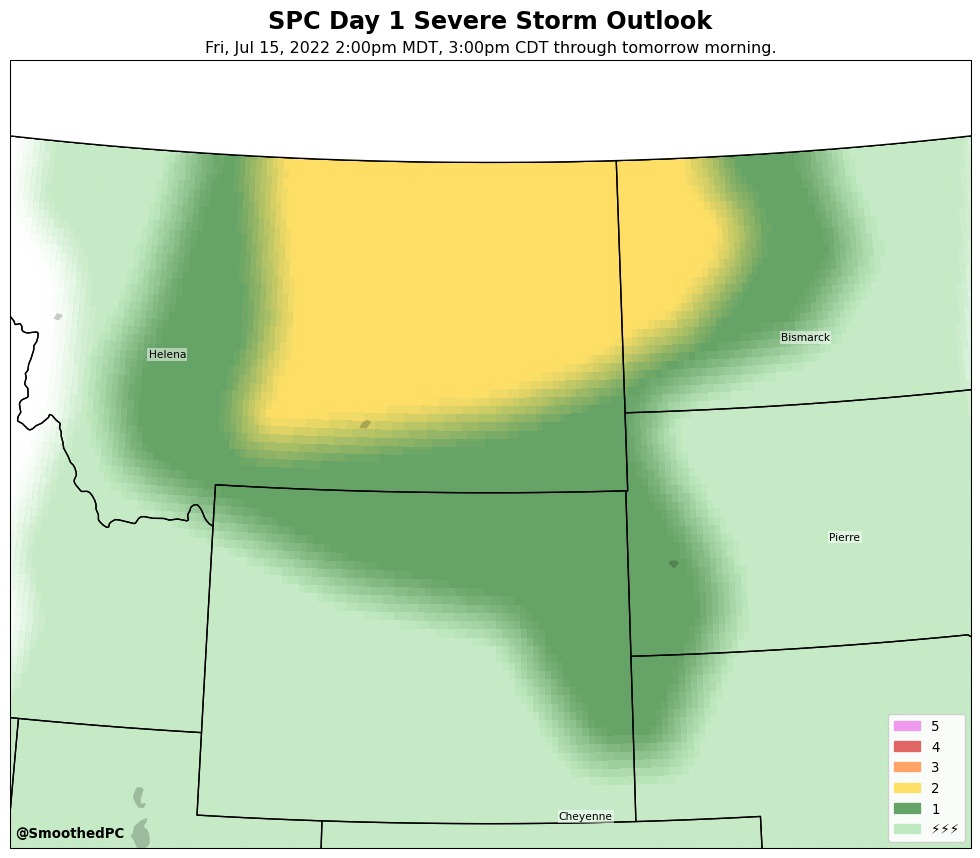 SPC Day 1 Severe Storm Outlook
Fri, Jul 15, 2022 2:00pm MDT, 3:00pm CDT through tomorrow morning.
Helena
Bismarck
Pierre
Cheyenne
5
4
3
2
1
⚡⚡⚡
@SmoothedPC